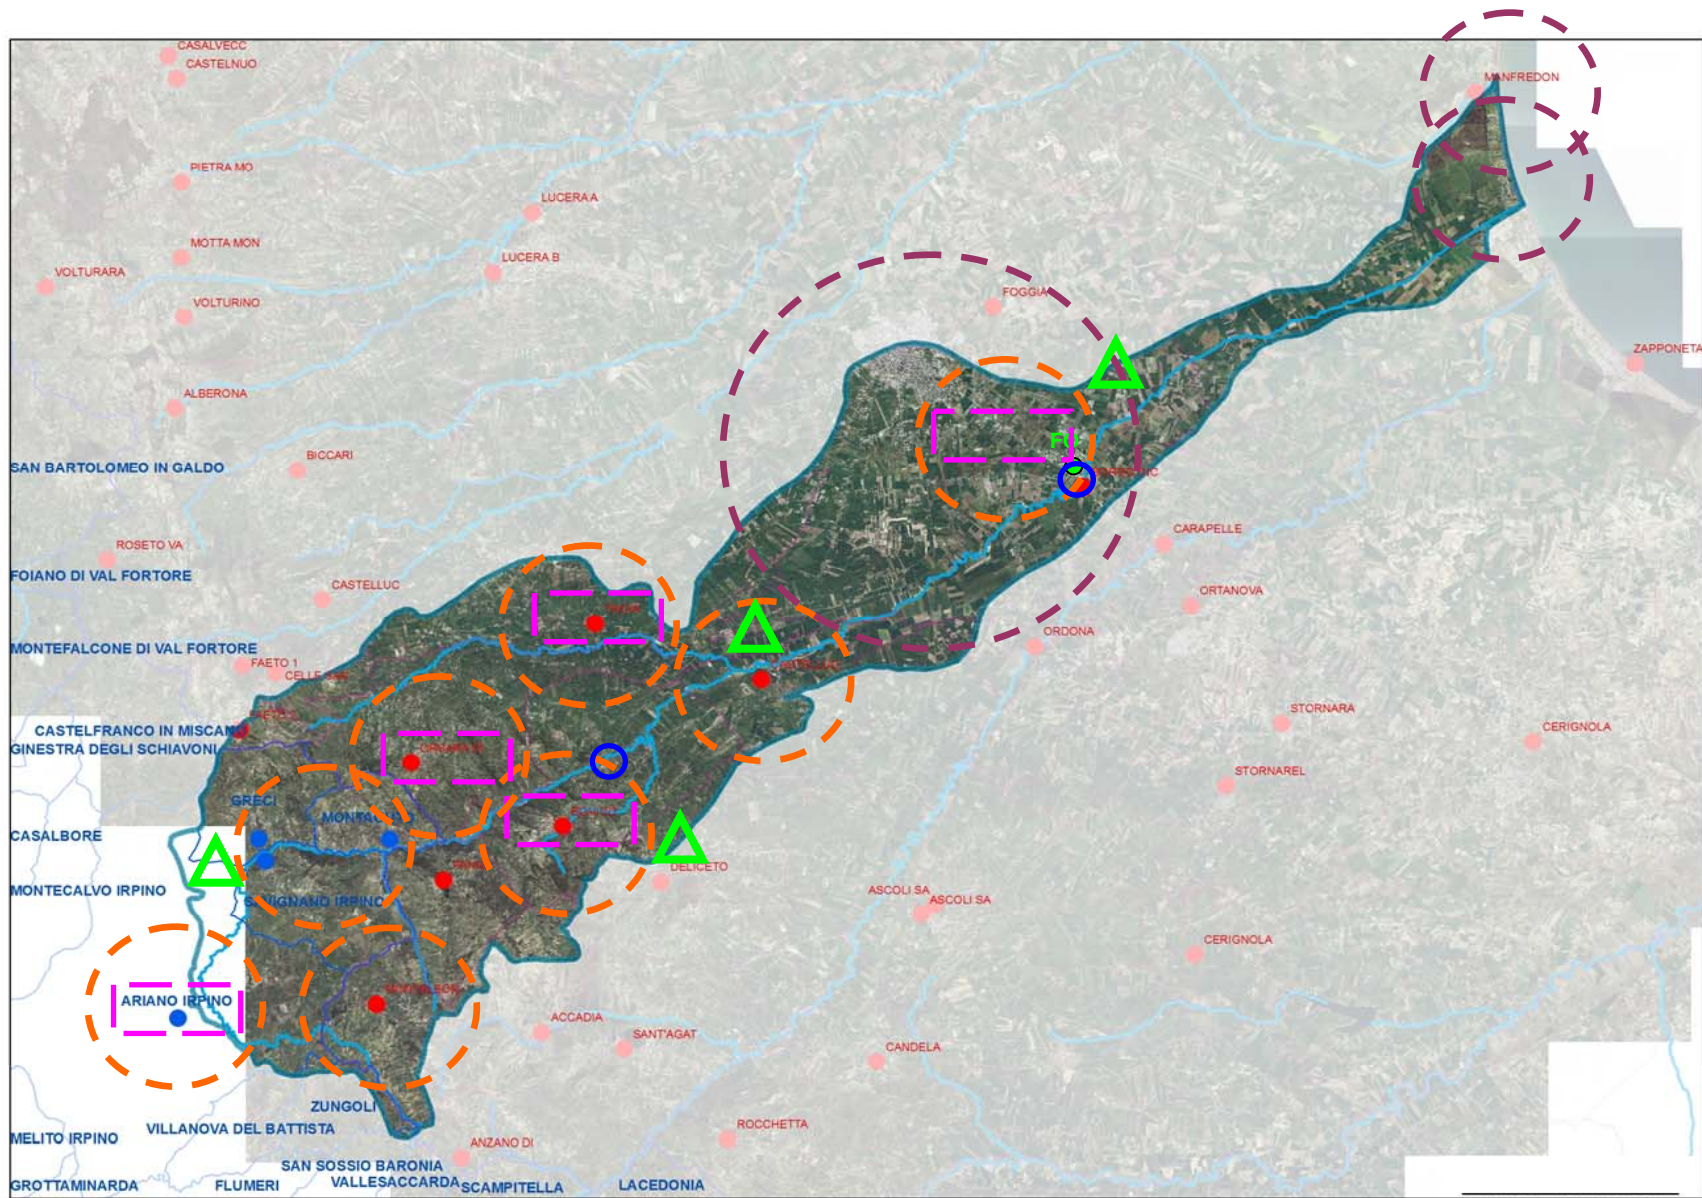 CASALVECC
CASTELNUO
MANFREDON
PIETRA MO
LUCERA A
MOTTA MON
LUCERA B
VOLTURARA
VOLTURINO
FOGGIA
ZAPPONETA
ALBERONA
BICCARI
SAN BARTOLOMEO IN GALDO
CARAPELLE
ROSETO VA
FOIANO DI VAL FORTORE
CASTELLUC
ORTANOVA
ORDONA
MONTEFALCONE DI VAL FORTORE
FAETO 1
STORNARA
CERIGNOLA
CASTELFRANCO IN MISCANO
GINESTRA DEGLI SCHIAVONI
STORNAREL
GRECI
CASALBORE
DELICETO
MONTECALVO IRPINO
ASCOLI SA
ASCOLI SA
SAVIGNANO IRPINO
CERIGNOLA
ARIANO IRPINO
ACCADIA
SANT'AGAT
CANDELA
ZUNGOLI
ROCCHETTA
VILLANOVA DEL BATTISTA
MELITO IRPINO
ANZANO DI
SAN SOSSIO BARONIA
VALLESACCARDA
GROTTAMINARDA
FLUMERI
SCAMPITELLA
LACEDONIA